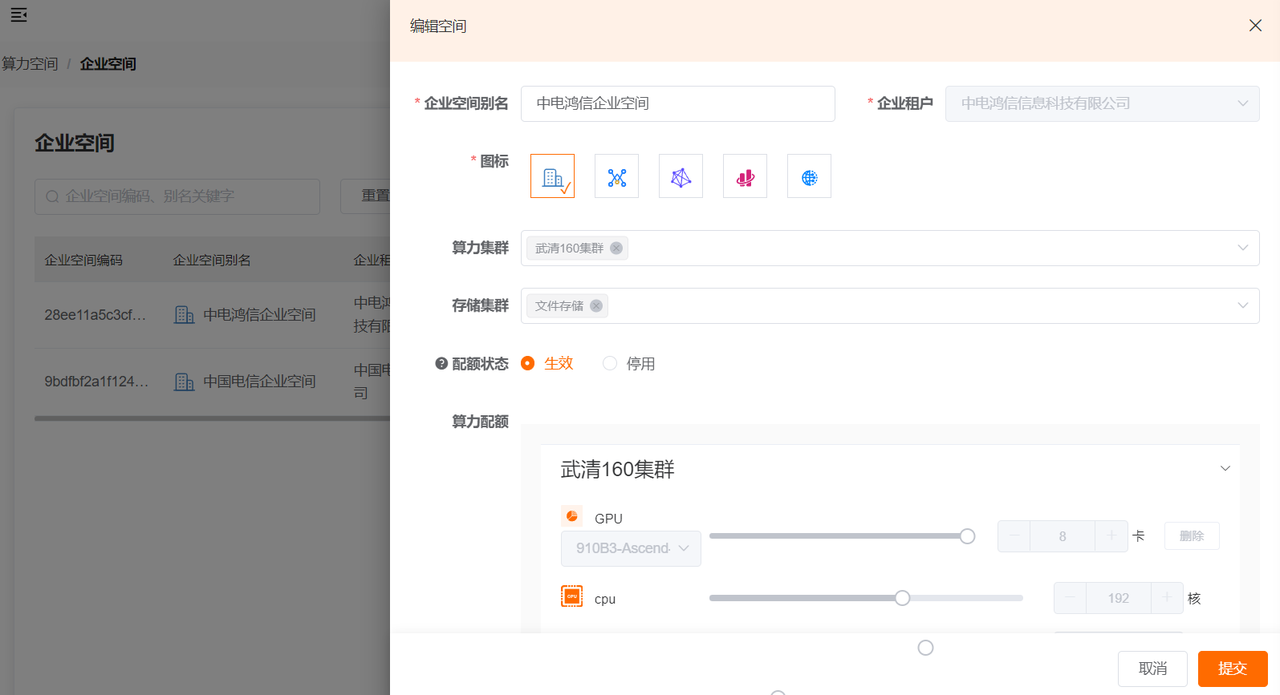 编辑空间
算力空间 / 企业空间
* 企业空间别名 中电鸿信企业空间 * 企业租户 中电鸿信信息科技有限公司
企业空间
* 图标
企业空间编码、别名关键字 重置
企业空间编码 企业空间别名 企业租
算力集群 武清160集群
28ee11a5c3cf... 中电鸿信企业空间 中电鸿
技有限
存储集群 文件存储
配额状态 生效 停用
9bdfbf2a1f124... 中国电信企业空间 中国电
司
算力配额
武清160集群
GPU
910B3-Ascend- 8 卡 删除
cpu 192 核
取消 提交